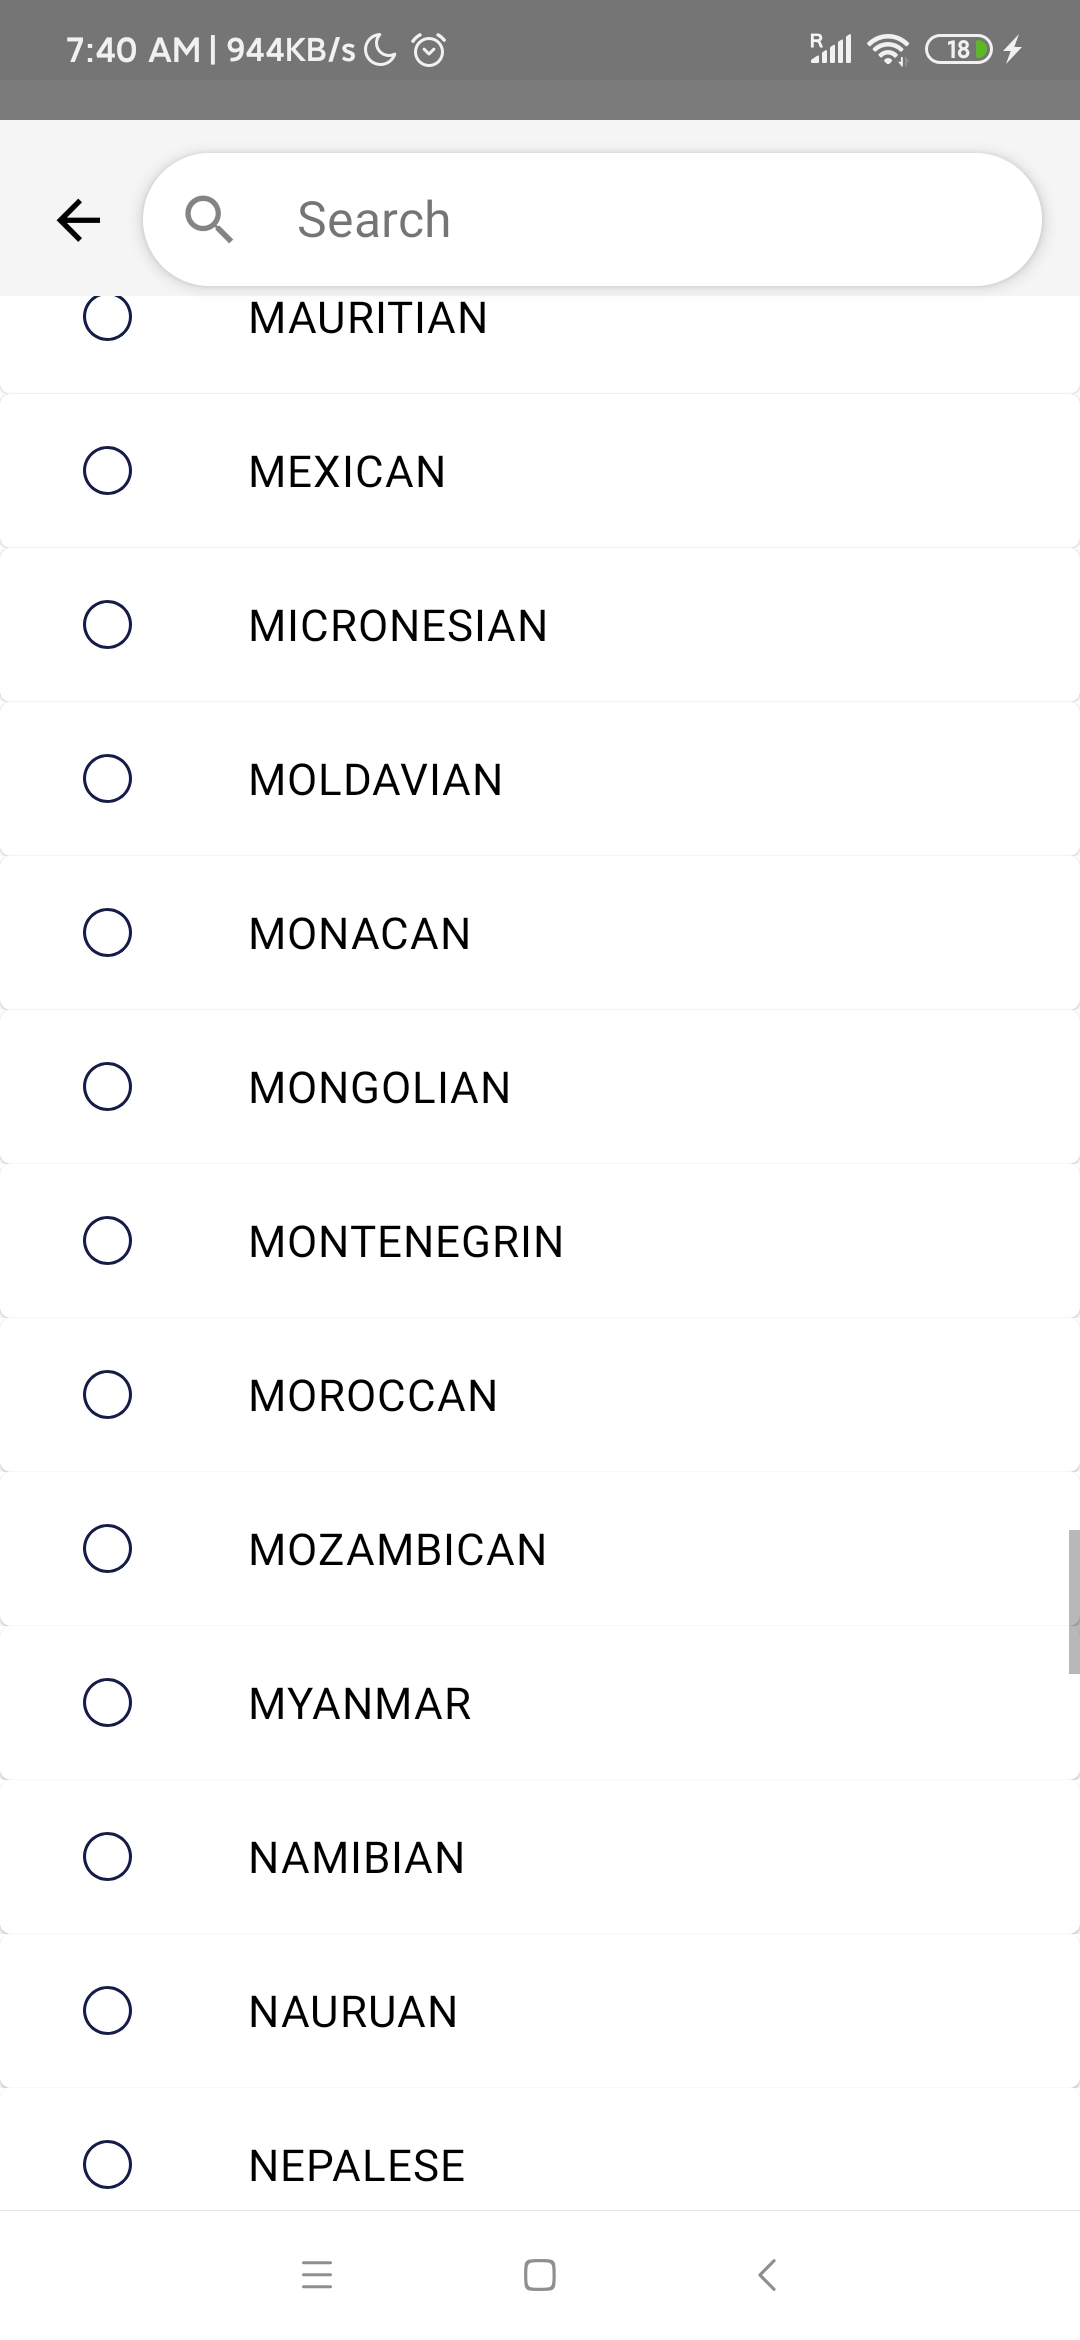 7:40 AM | 944KB/s
R
18
Search
MAURITIAN
MEXICAN
MICRONESIAN
MOLDAVIAN
MONACAN
MONGOLIAN
MONTENEGRIN
MOROCCAN
MOZAMBICAN
MYANMAR
NAMIBIAN
NAURUAN
NEPALESE